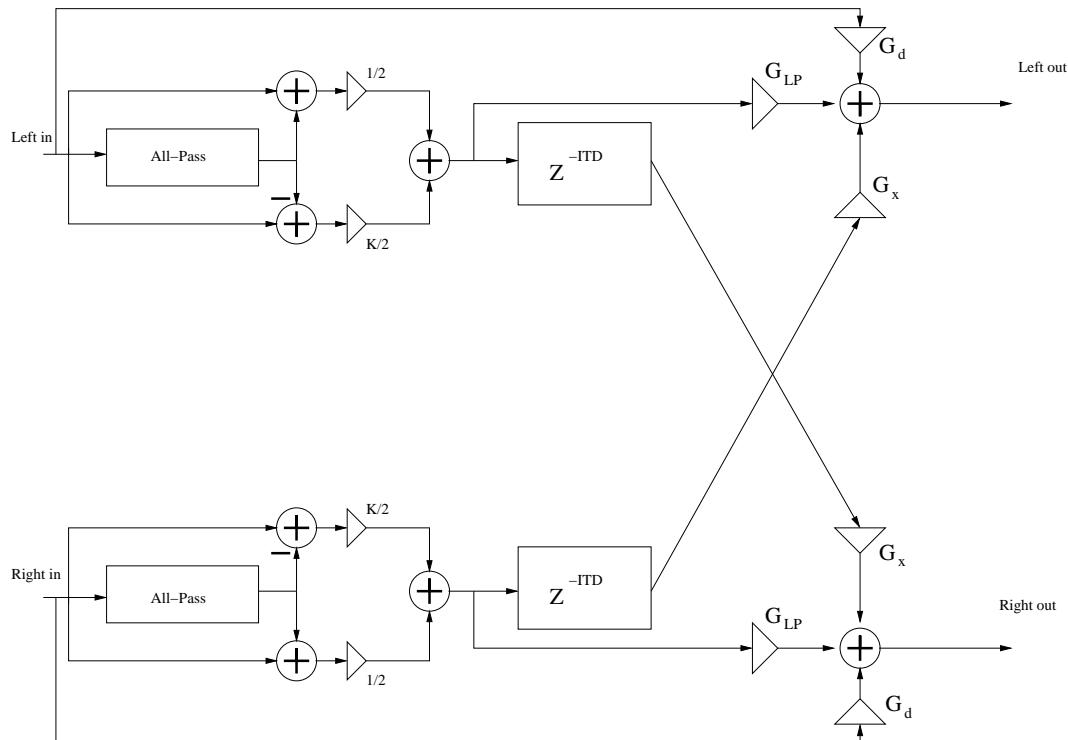 G_d
1/2
G_LP
Left out
Left in
All–Pass
Z^–ITD
G_x
K/2
K/2
G_x
Right in
All–Pass
Z^–ITD
G_LP
Right out
1/2
G_d